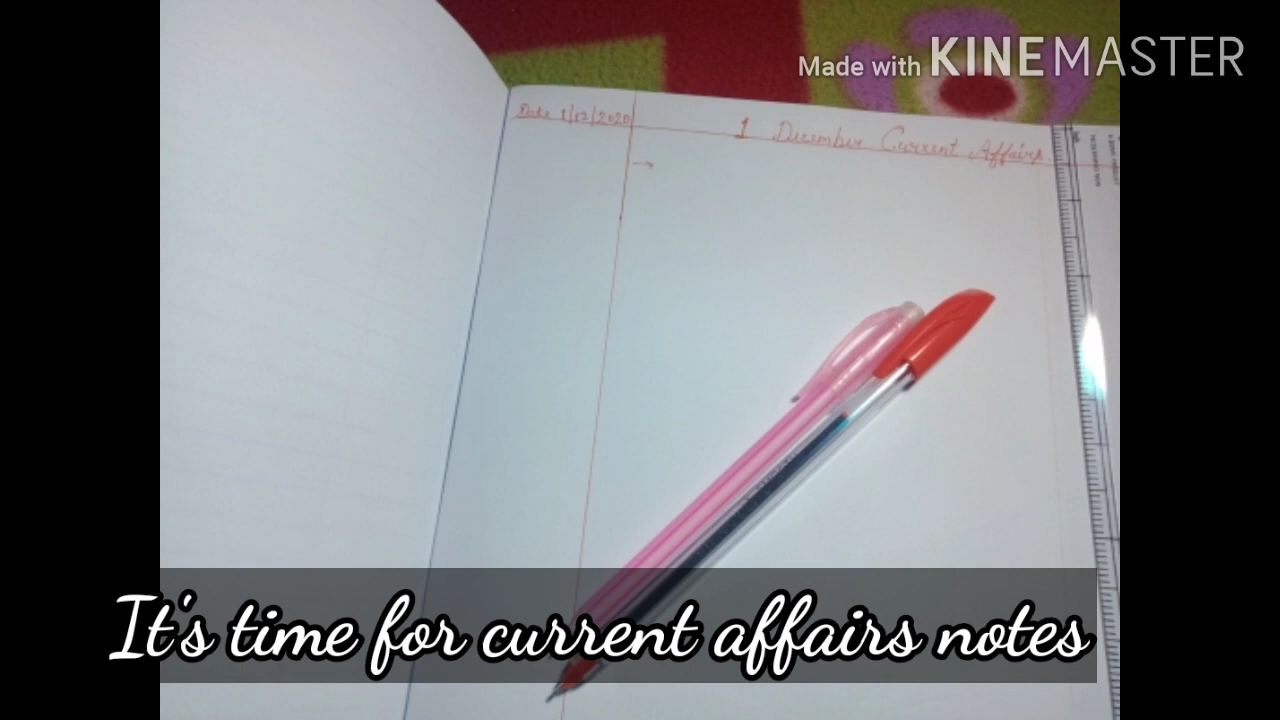 Made with KINEMASTER
Date 1/12/2020
1 December Current Affairs.
→
It's time for current affairs notes